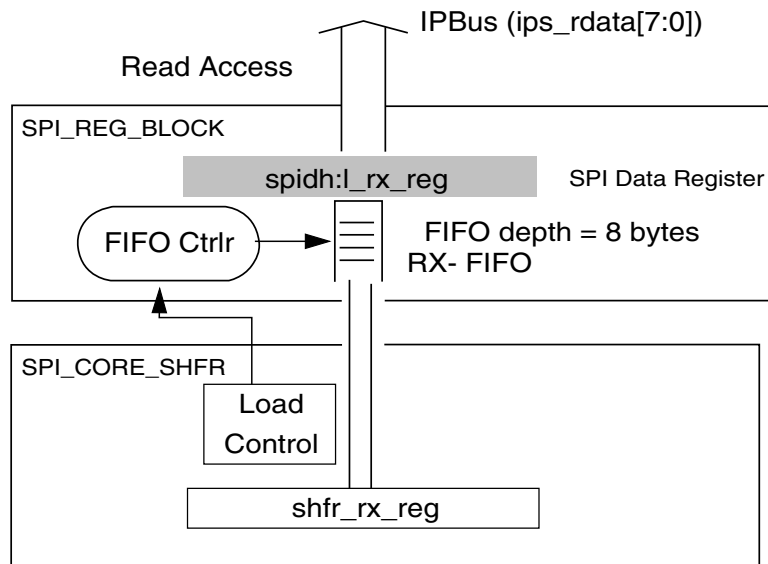 IPBus (ips_rdata[7:0])
Read Access
SPI_REG_BLOCK
spidh:l_rx_reg
SPI Data Register
FIFO Ctrlr
FIFO depth = 8 bytes
RX- FIFO
SPI_CORE_SHFR
Load
Control
shfr_rx_reg